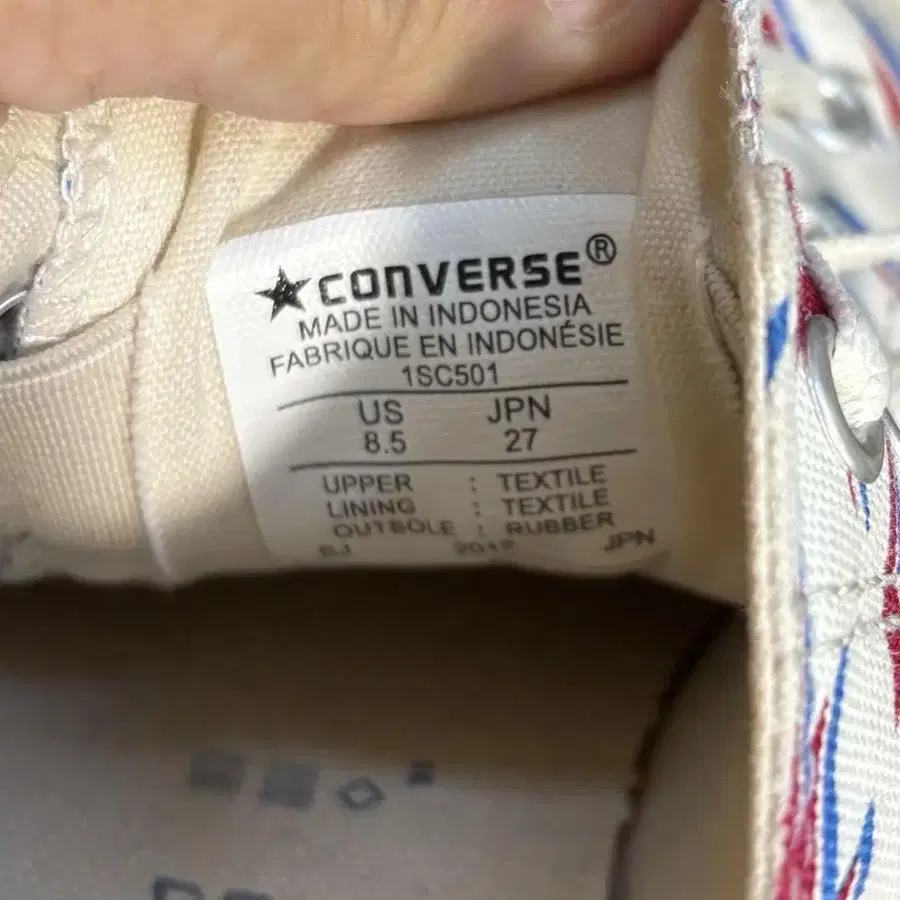 CONVERSE®
MADE IN INDONESIA
FABRIQUE EN INDONÉSIE
1SC501
US JPN
8.5 27
UPPER : TEXTILE
LINING : TEXTILE
OUTSOLE : RUBBER
JPN